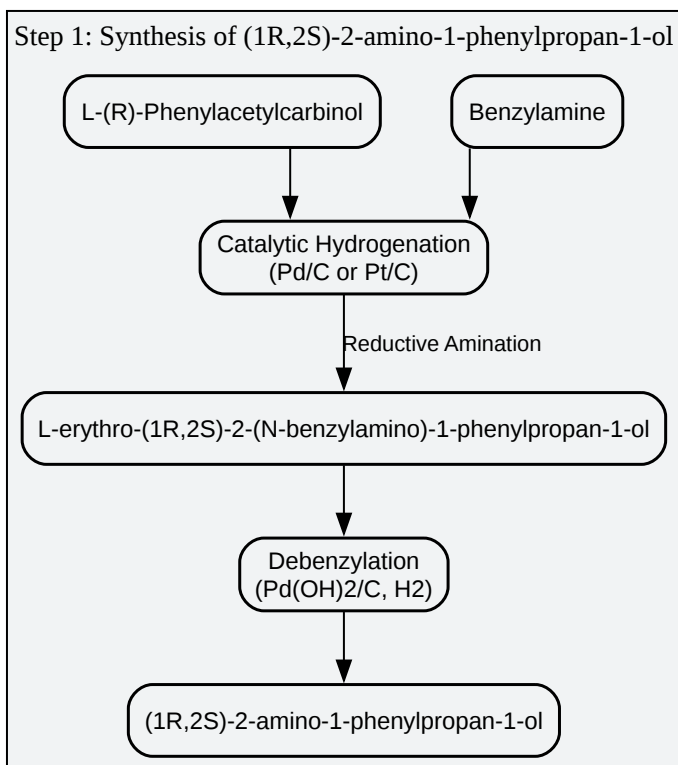 Step 1: Synthesis of (1R,2S)-2-amino-1-phenylpropan-1-ol
L-(R)-Phenylacetylcarbinol
Benzylamine
Catalytic Hydrogenation
(Pd/C or Pt/C)
Reductive Amination
L-erythro-(1R,2S)-2-(N-benzylamino)-1-phenylpropan-1-ol
Debenzylation
(Pd(OH)2/C, H2)
(1R,2S)-2-amino-1-phenylpropan-1-ol